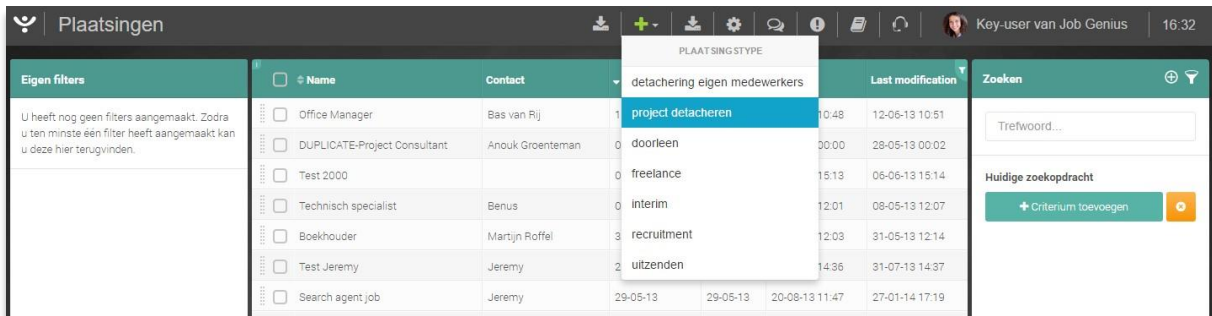 Plaatsingen
Key-user van Job Genius
16:32
PLAATSINGSTYPE
detachering eigen medewerkers
project detacheren
doorleen
freelance
interim
recruitment
uitzenden
Eigen filters
U heeft nog geen filters aangemaakt. Zodra
u ten minste één filter heeft aangemaakt kan
u deze hier terugvinden.
Name Contact Last modification
Office Manager Bas van Rij 1 10:48 12-06-13 10:51
DUPLICATE-Project Consultant Anouk Groenteman 0 00:00 28-05-13 00:02
Test 2000 0 15:13 06-06-13 15:14
Technisch specialist Benus 0 12:01 08-05-13 12:07
Boekhouder Martijn Roffel 3 12:03 31-05-13 12:14
Test Jeremy Jeremy 2 14:36 31-07-13 14:37
Search agent job Jeremy 29-05-13 29-05-13 20-08-13 11:47 27-01-14 17:19
Zoeken
Trefwoord...
Huidige zoekopdracht
+ Criterium toevoegen